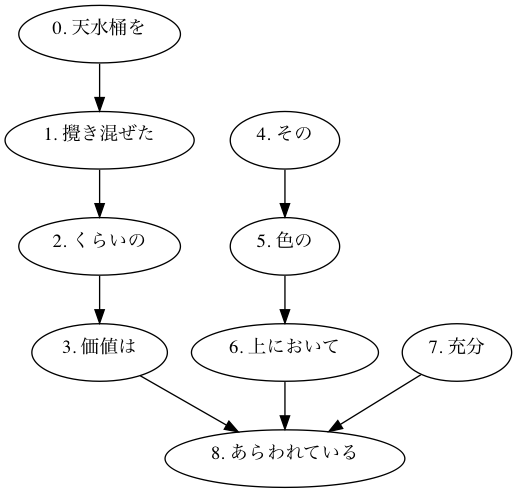 0. 天水桶を
1. 攪き混ぜた
4. その
2. くらいの
5. 色の
3. 価値は
6. 上において
7. 充分
8. あらわれている